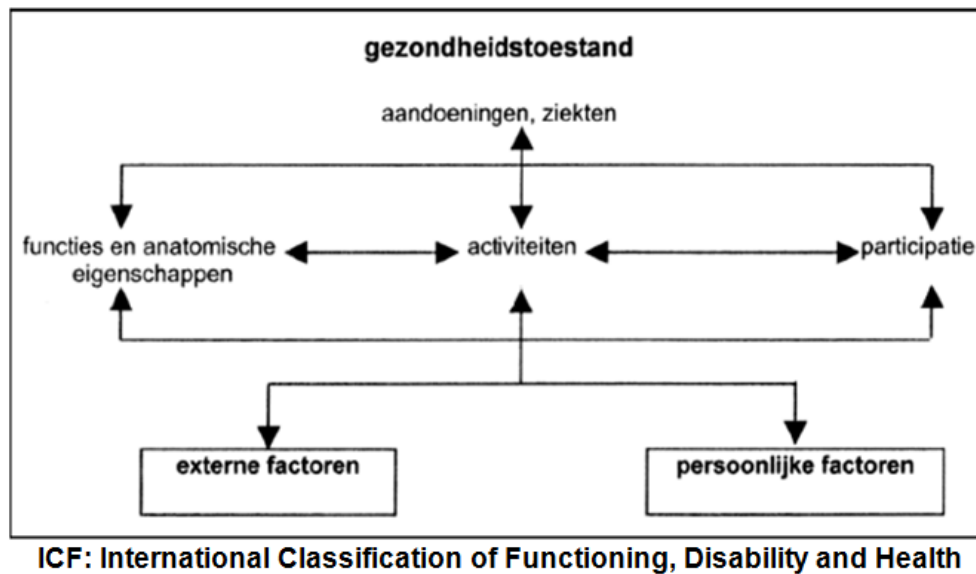 gezondheidstoestand
aandoeningen, ziekten
functies en anatomische
eigenschappen
activiteiten
participatie
externe factoren
persoonlijke factoren
ICF: International Classification of Functioning, Disability and Health